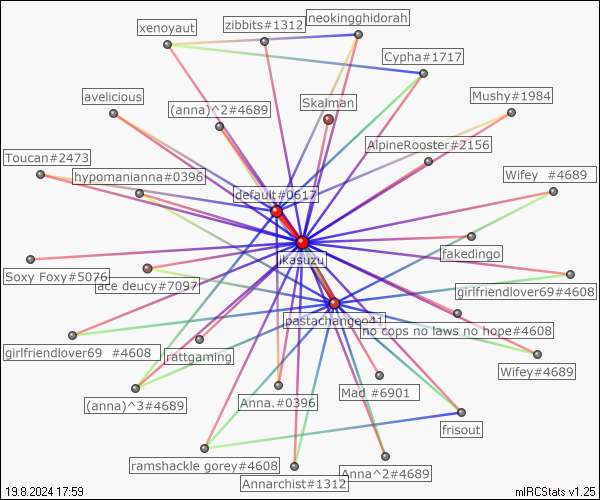 neokingghidorah
zibbits#1312
xenoyaut
Cypha#1717
avelicious
Mushy#1984
Skalman
(anna)^2#4689
AlpineRooster#2156
Toucan#2473
hypomanianna#0396
Wifey #4689
default#0617
fakedingo
ikasuzu
Soxy Foxy#5076
ace deucy#7097
girlfriendlover69#4608
pastachangeo41
no cops no laws no hope#4608
girlfriendlover69 #4608
rattgaming
Wifey#4689
Mad #6901
Anna.#0396
(anna)^3#4689
frisout
ramshackle gorey#4608
Anna^2#4689
Annarchist#1312
19.8.2024 17:59
mIRCStats v1.25